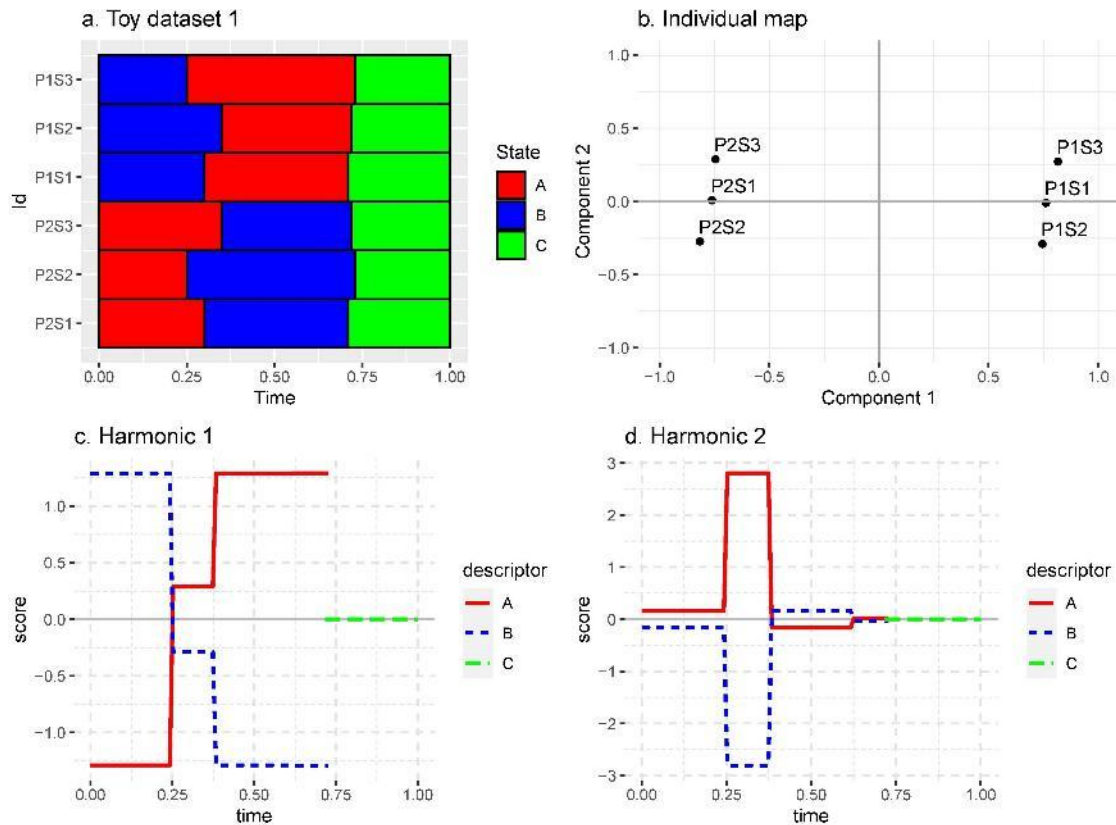 a. Toy dataset 1
P1S3
P1S2
P1S1
P2S3
P2S2
P2S1
Id
0.00 0.25 0.50 0.75 1.00
Time
State
A
B
C
b. Individual map
1.0
0.5
0.0
−0.5
−1.0
Component 2
P2S3
P2S1
P2S2
P1S3
P1S1
P1S2
−1.0 −0.5 0.0 0.5 1.0
Component 1
c. Harmonic 1
1.0
0.5
0.0
−0.5
−1.0
score
0.00 0.25 0.50 0.75 1.00
time
descriptor
A
B
C
d. Harmonic 2
3
2
1
0
−1
−2
−3
score
0.00 0.25 0.50 0.75 1.00
time
descriptor
A
B
C